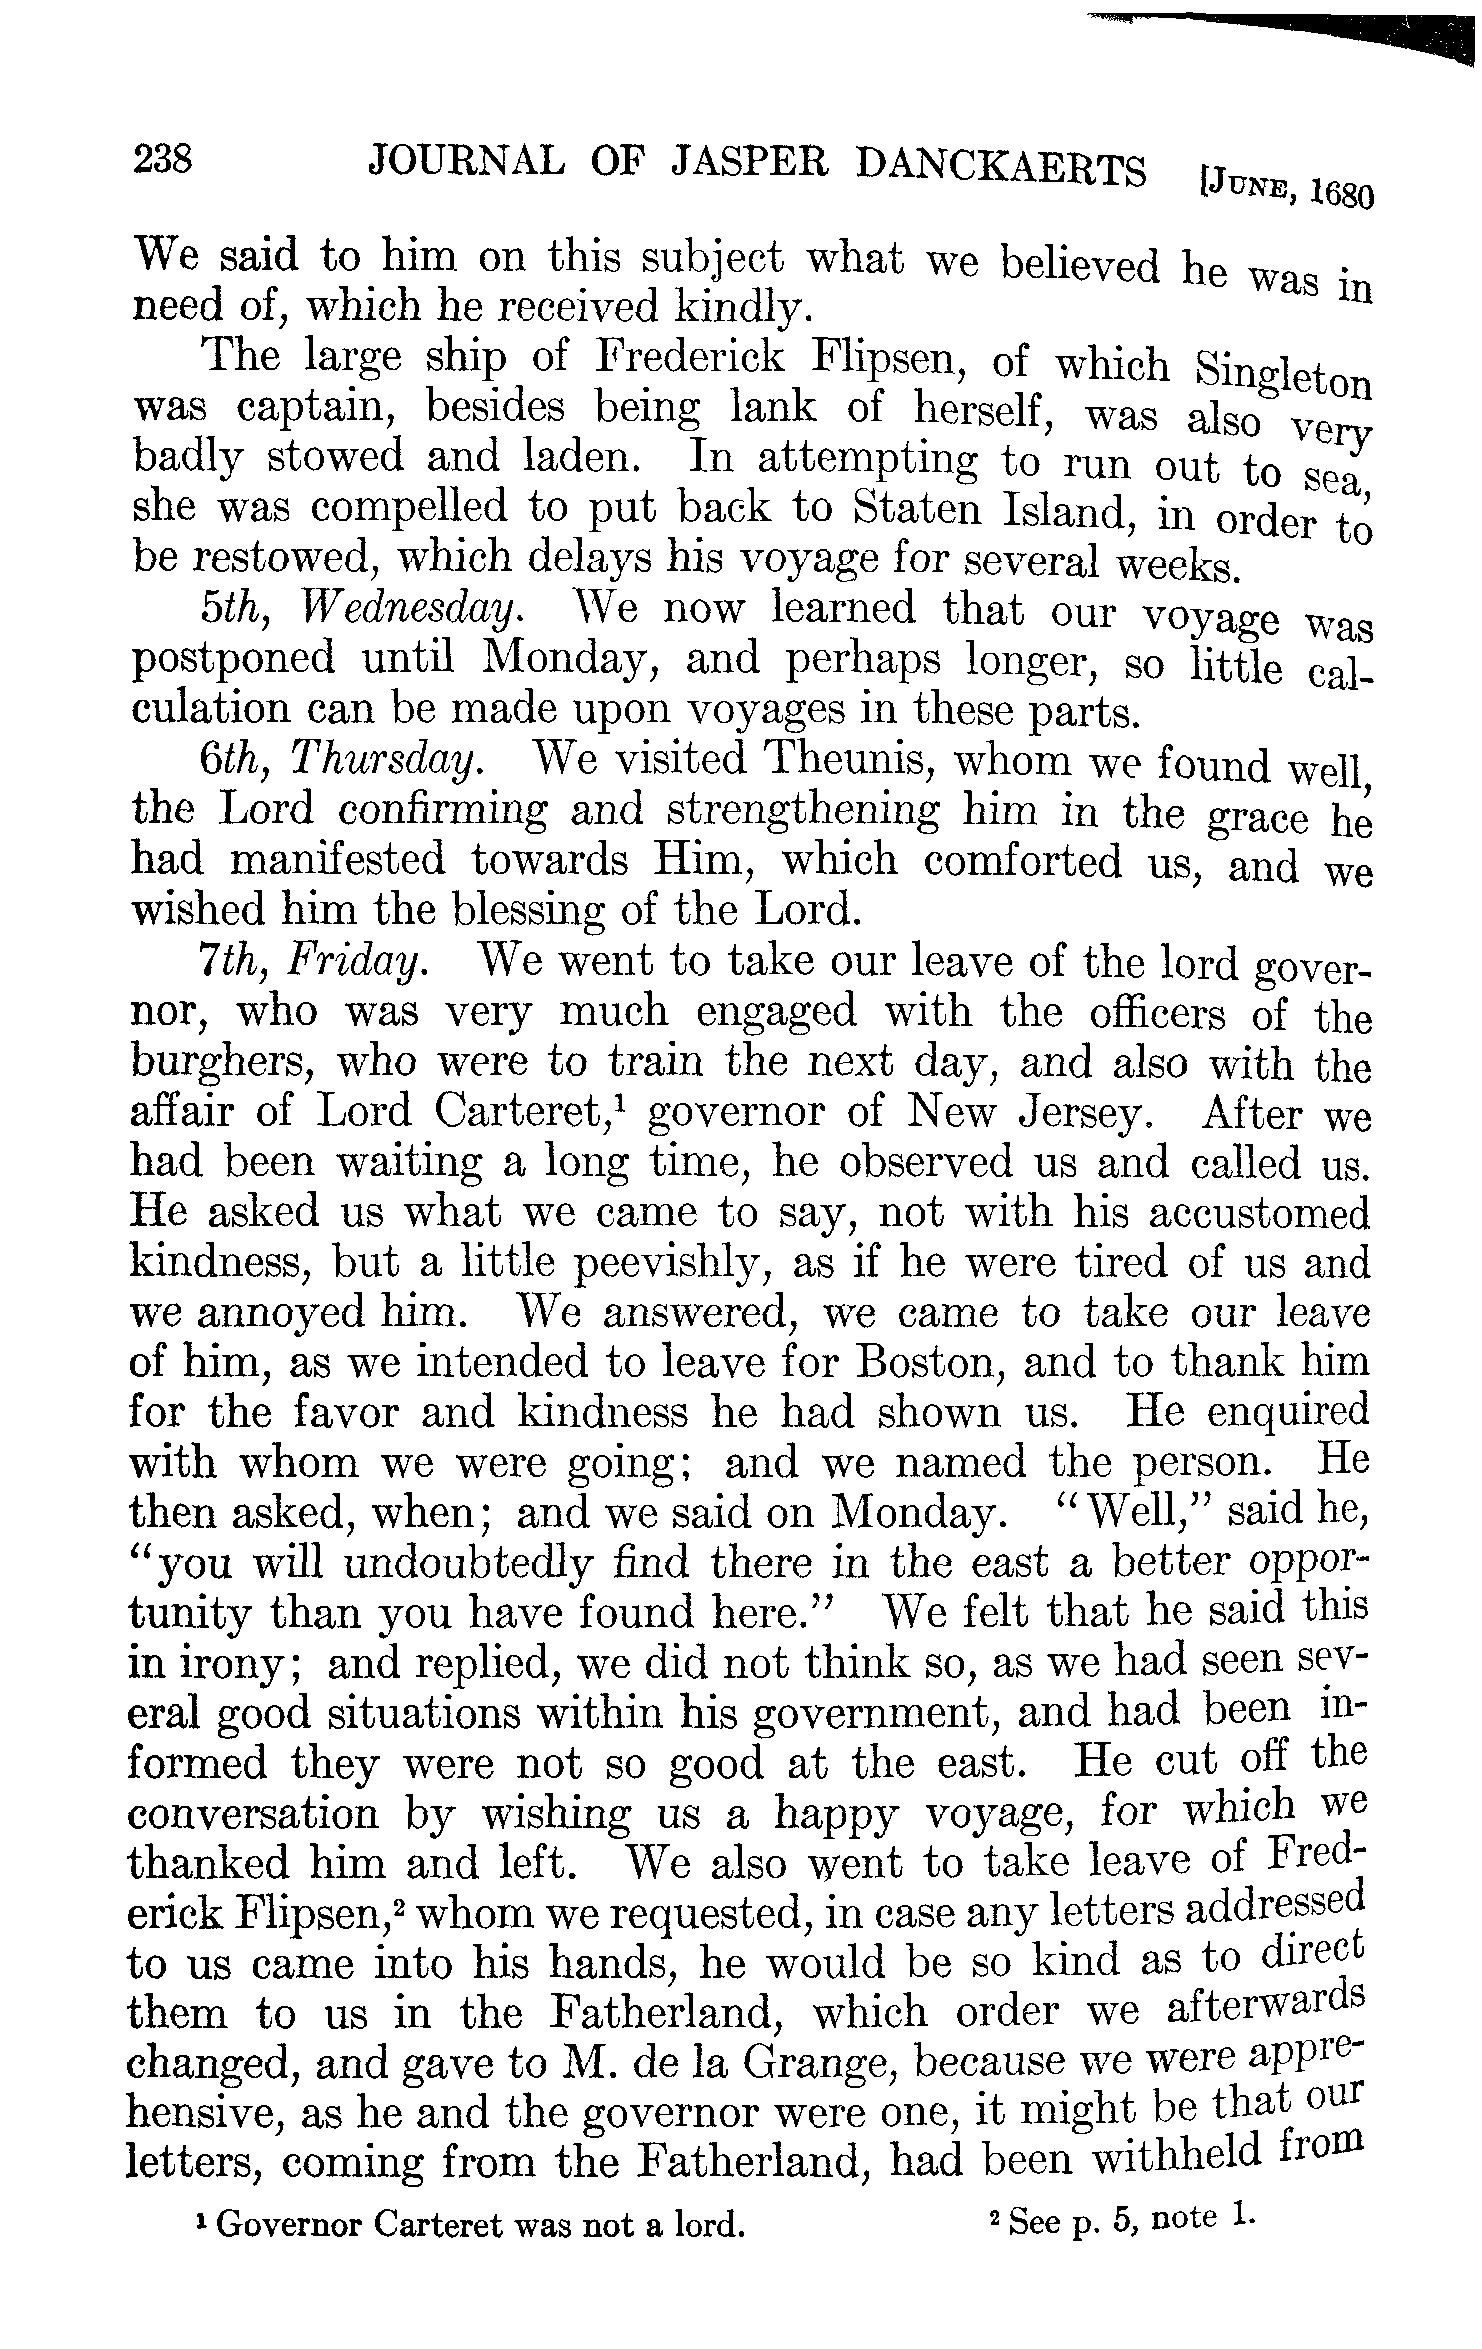 238 JOURNAL OF JASPER DANCKAERTS [JUNE, 1680
We said to him on this subject what we believed he was in
need of, which he received kindly.
The large ship of Frederick Flipsen, of which Singleton
was captain, besides being lank of herself, was also very
badly stowed and laden. In attempting to run out to sea,
she was compelled to put back to Staten Island, in order to
be restowed, which delays his voyage for several weeks.
5th, Wednesday. We now learned that our voyage was
postponed until Monday, and perhaps longer, so little cal-
culation can be made upon voyages in these parts.
6th, Thursday. We visited Theunis, whom we found well,
the Lord confirming and strengthening him in the grace he
had manifested towards Him, which comforted us, and we
wished him the blessing of the Lord.
7th, Friday. We went to take our leave of the lord gover-
nor, who was very much engaged with the officers of the
burghers, who were to train the next day, and also with the
affair of Lord Carteret,¹ governor of New Jersey. After we
had been waiting a long time, he observed us and called us.
He asked us what we came to say, not with his accustomed
kindness, but a little peevishly, as if he were tired of us and
we annoyed him. We answered, we came to take our leave
of him, as we intended to leave for Boston, and to thank him
for the favor and kindness he had shown us. He enquired
with whom we were going; and we named the person. He
then asked, when; and we said on Monday. "Well," said he,
"you will undoubtedly find there in the east a better oppor-
tunity than you have found here." We felt that he said this
in irony; and replied, we did not think so, as we had seen sev-
eral good situations within his government, and had been in-
formed they were not so good at the east. He cut off the
conversation by wishing us a happy voyage, for which we
thanked him and left. We also went to take leave of Fred-
erick Flipsen,² whom we requested, in case any letters addressed
to us came into his hands, he would be so kind as to direct
them to us in the Fatherland, which order we afterwards
changed, and gave to M. de la Grange, because we were appre-
hensive, as he and the governor were one, it might be that our
letters, coming from the Fatherland, had been withheld from
¹ Governor Carteret was not a lord. ² See p. 5, note 1.